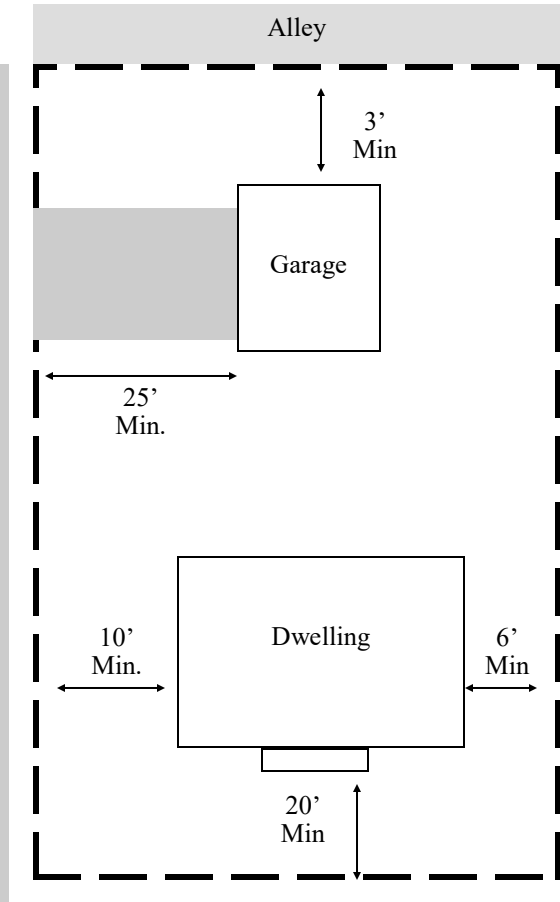 Alley
3’
Min
Garage
25’
Min.
10’
Min.
Dwelling
6’
Min
20’
Min